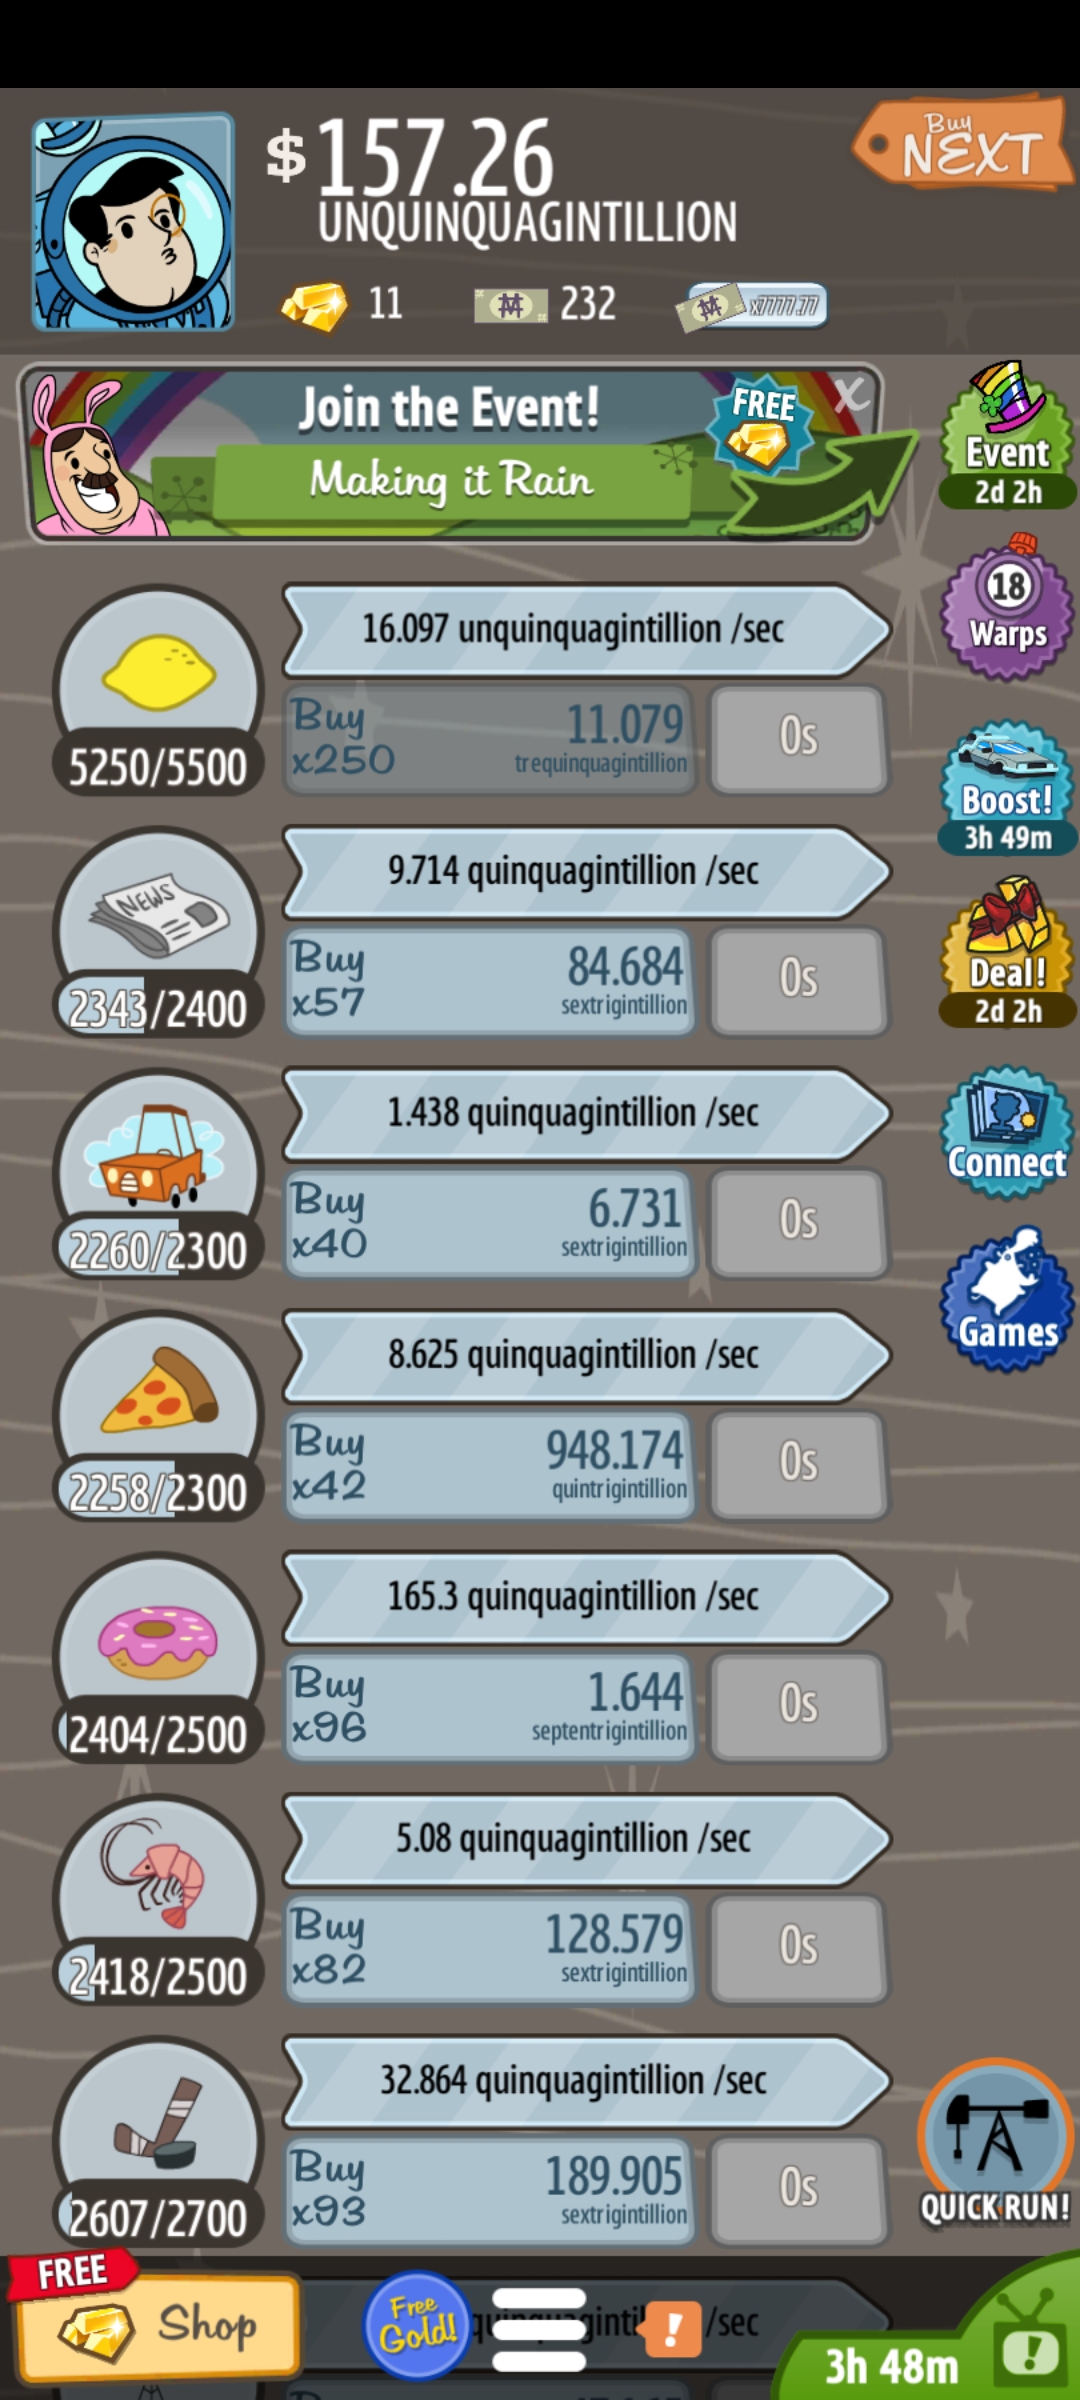 $157.26
UNQUINQUAGINTILLION
Buy
NEXT
11
232
x7777.77
Join the Event!
FREE
X
Making it Rain
Event
2d 2h
16.097 unquinquagintillion /sec
Buy
x250
11.079
trequinquagintillion
0s
5250/5500
18
Warps
Boost!
3h 49m
NEWS
9.714 quinquagintillion /sec
Buy
x57
84.684
sextrigintillion
0s
2343/2400
Deal!
2d 2h
1.438 quinquagintillion /sec
Buy
x40
6.731
sextrigintillion
0s
2260/2300
Connect
Games
8.625 quinquagintillion /sec
Buy
x42
948.174
quintrigintillion
0s
2258/2300
165.3 quinquagintillion /sec
Buy
x96
1.644
septentrigintillion
0s
2404/2500
5.08 quinquagintillion /sec
Buy
x82
128.579
sextrigintillion
0s
2418/2500
32.864 quinquagintillion /sec
Buy
x93
189.905
sextrigintillion
0s
2607/2700
QUICK RUN!
FREE
Shop
Free
Gold!
!
/sec
3h 48m
!